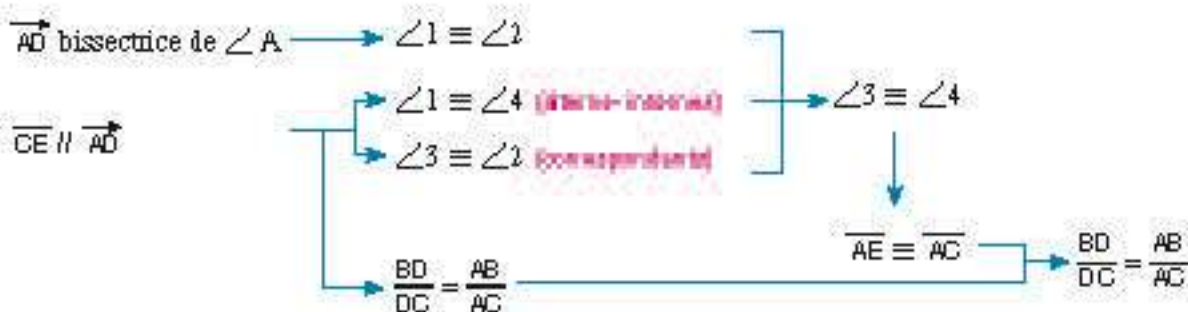 AD bissectrice de ∠A
∠1 ≡ ∠2
∠1 ≡ ∠4
∠3 ≡ ∠4
CE // AD
∠3 ≡ ∠2
AE ≡ AC
BD/DC = AB/AC
BD/DC = AB/AC